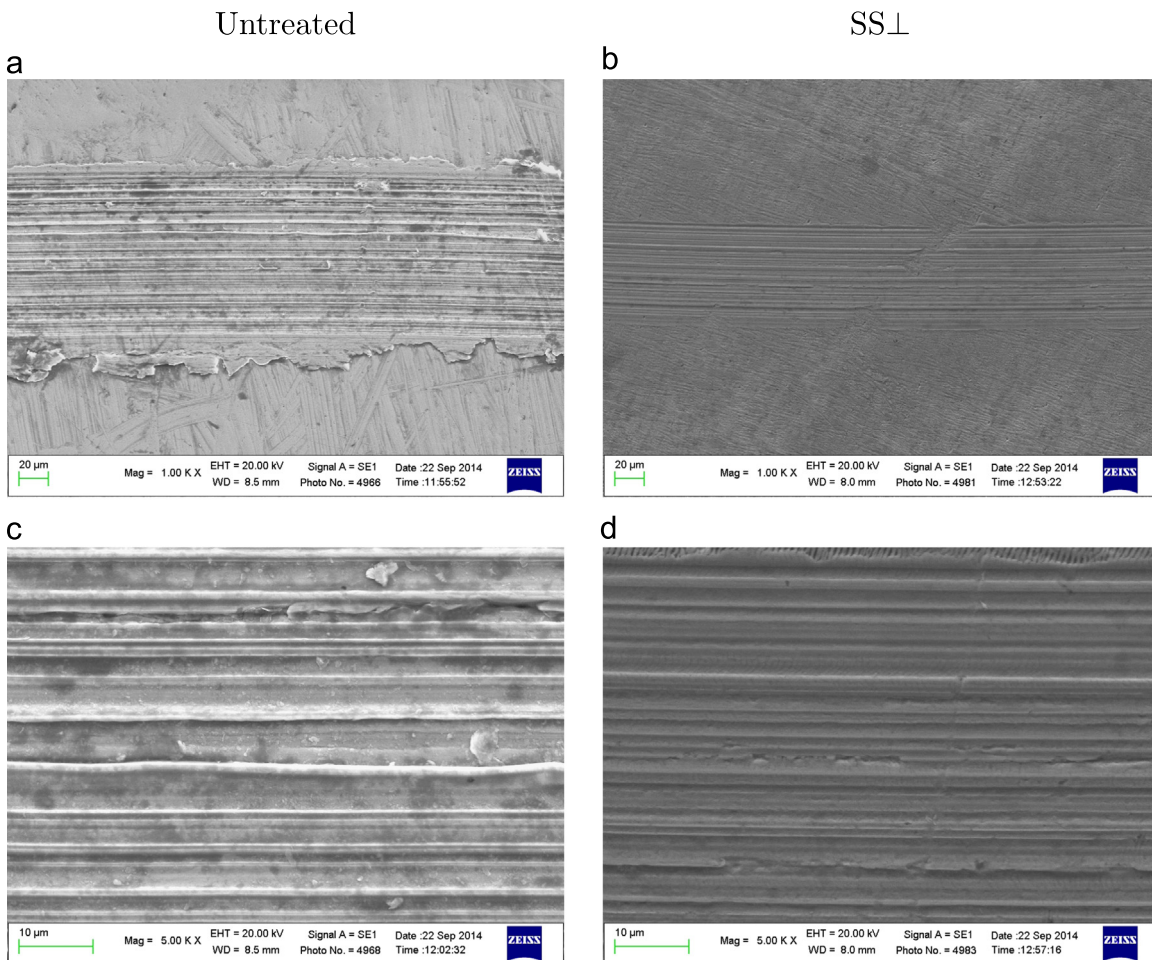 Untreated
SS⊥
a
b
20 µm
Mag = 1.00 K X
EHT = 20.00 kV
WD = 8.5 mm
Signal A = SE1
Photo No. = 4966
Date :22 Sep 2014
Time :11:55:52
ZEISS
20 µm
Mag = 1.00 K X
EHT = 20.00 kV
WD = 8.0 mm
Signal A = SE1
Photo No. = 4981
Date :22 Sep 2014
Time :12:53:22
ZEISS
c
d
10 µm
Mag = 5.00 K X
EHT = 20.00 kV
WD = 8.5 mm
Signal A = SE1
Photo No. = 4968
Date :22 Sep 2014
Time :12:02:32
ZEISS
10 µm
Mag = 5.00 K X
EHT = 20.00 kV
WD = 8.0 mm
Signal A = SE1
Photo No. = 4983
Date :22 Sep 2014
Time :12:57:16
ZEISS